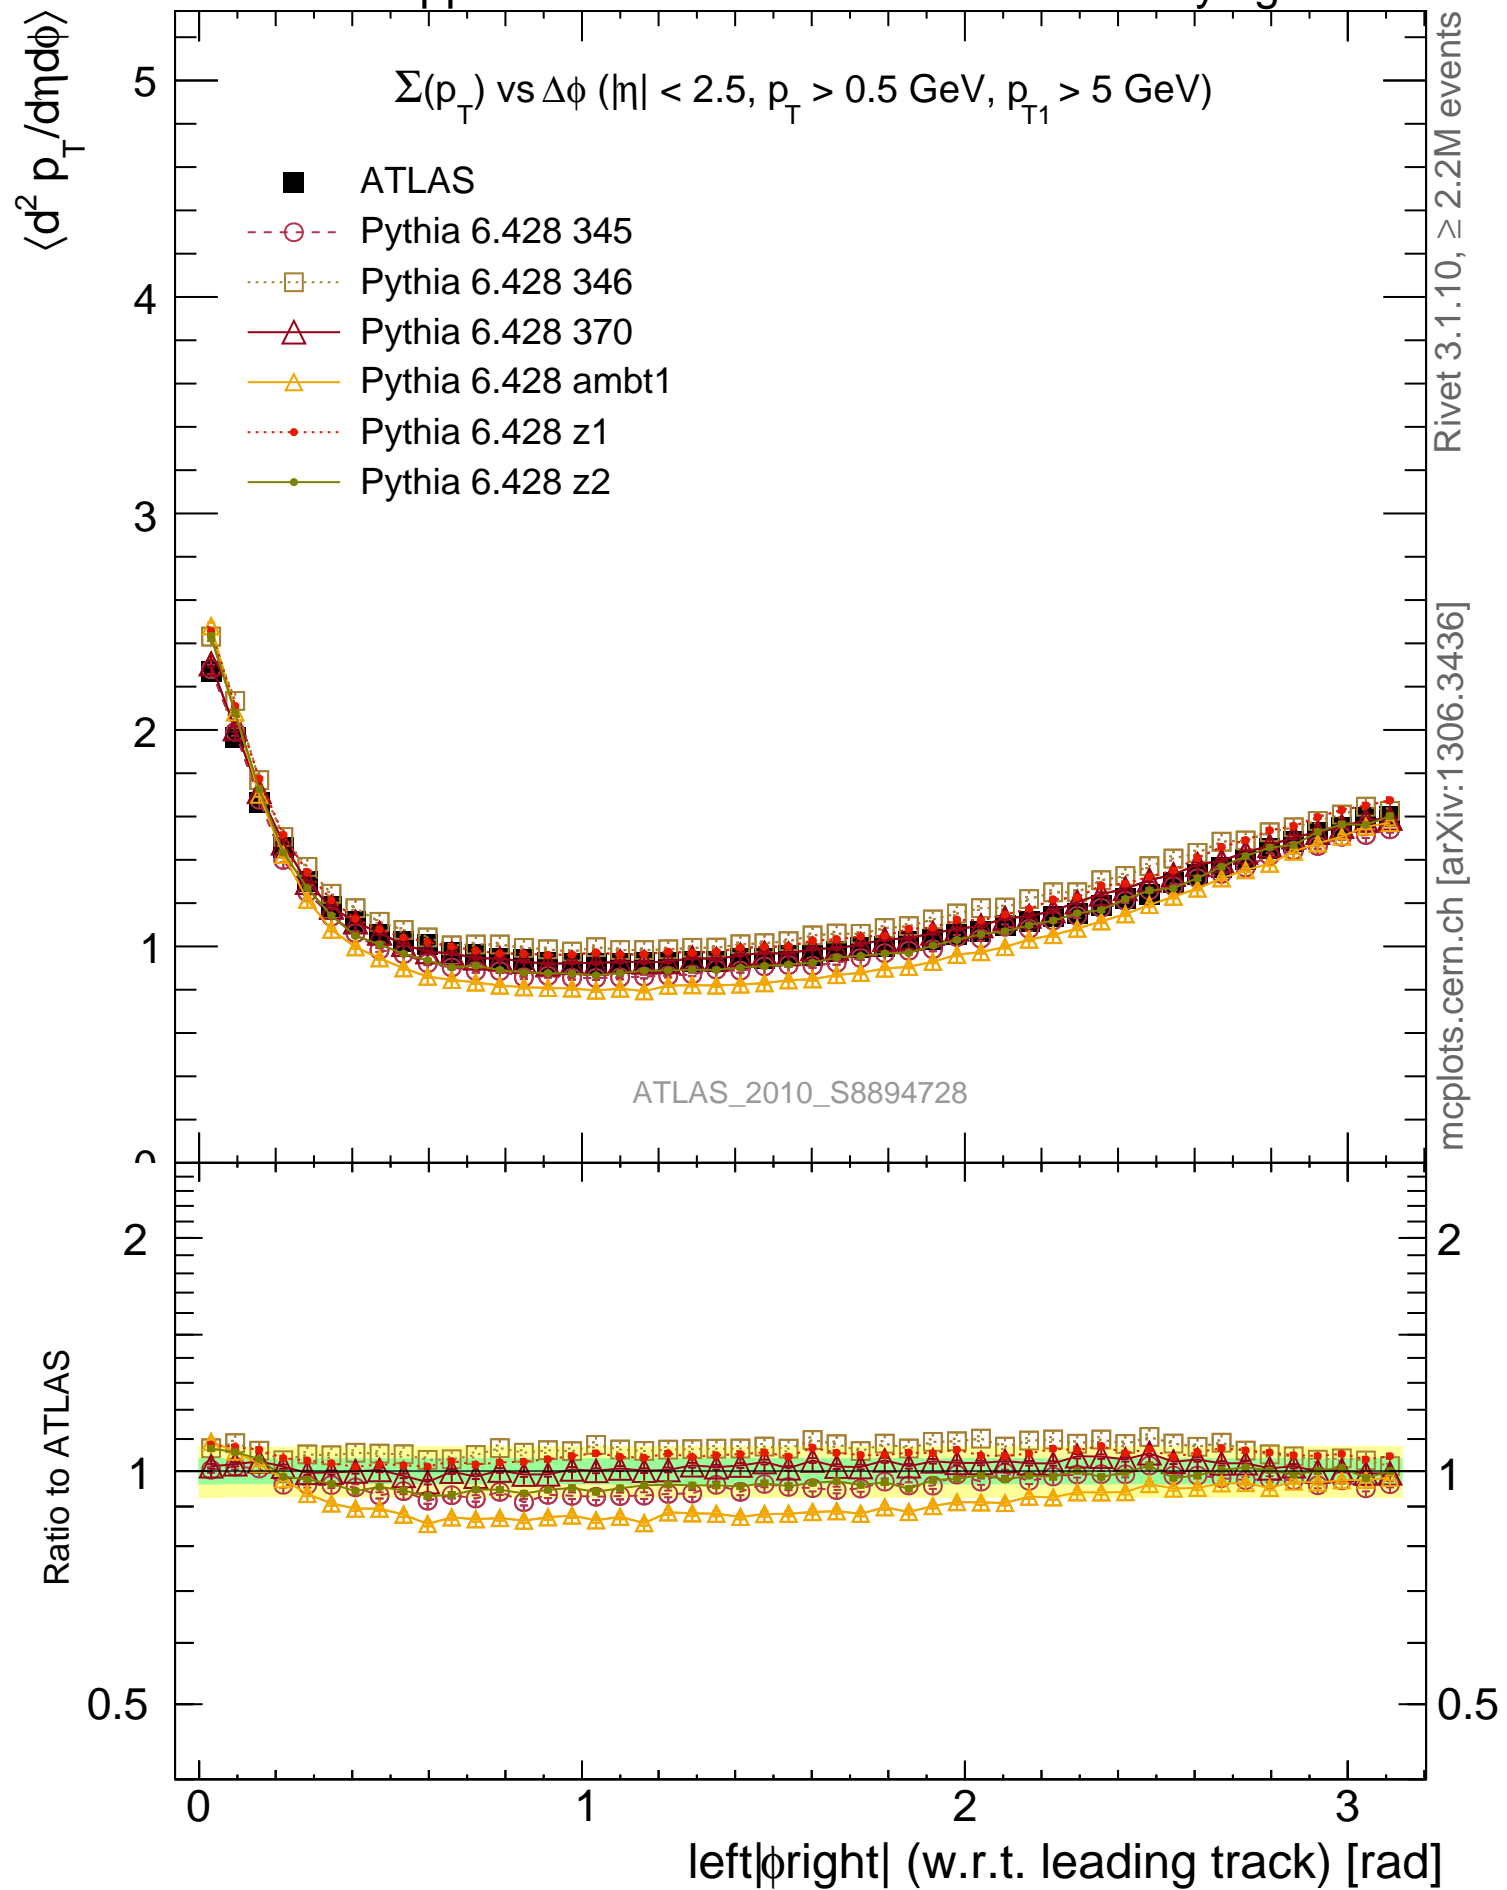 ⟨d² p_T/dηdϕ⟩
Σ(p_T) vs Δϕ (|η| < 2.5, p_T > 0.5 GeV, p_T1 > 5 GeV)
ATLAS
Pythia 6.428 345
Pythia 6.428 346
Pythia 6.428 370
Pythia 6.428 ambt1
Pythia 6.428 z1
Pythia 6.428 z2
5
4
3
2
1
ATLAS_2010_S8894728
Rivet 3.1.10, ≥ 2.2M events
mcplots.cern.ch [arXiv:1306.3436]
Ratio to ATLAS
2
1
0.5
2
1
0.5
0
1
2
3
left|ϕright| (w.r.t. leading track) [rad]